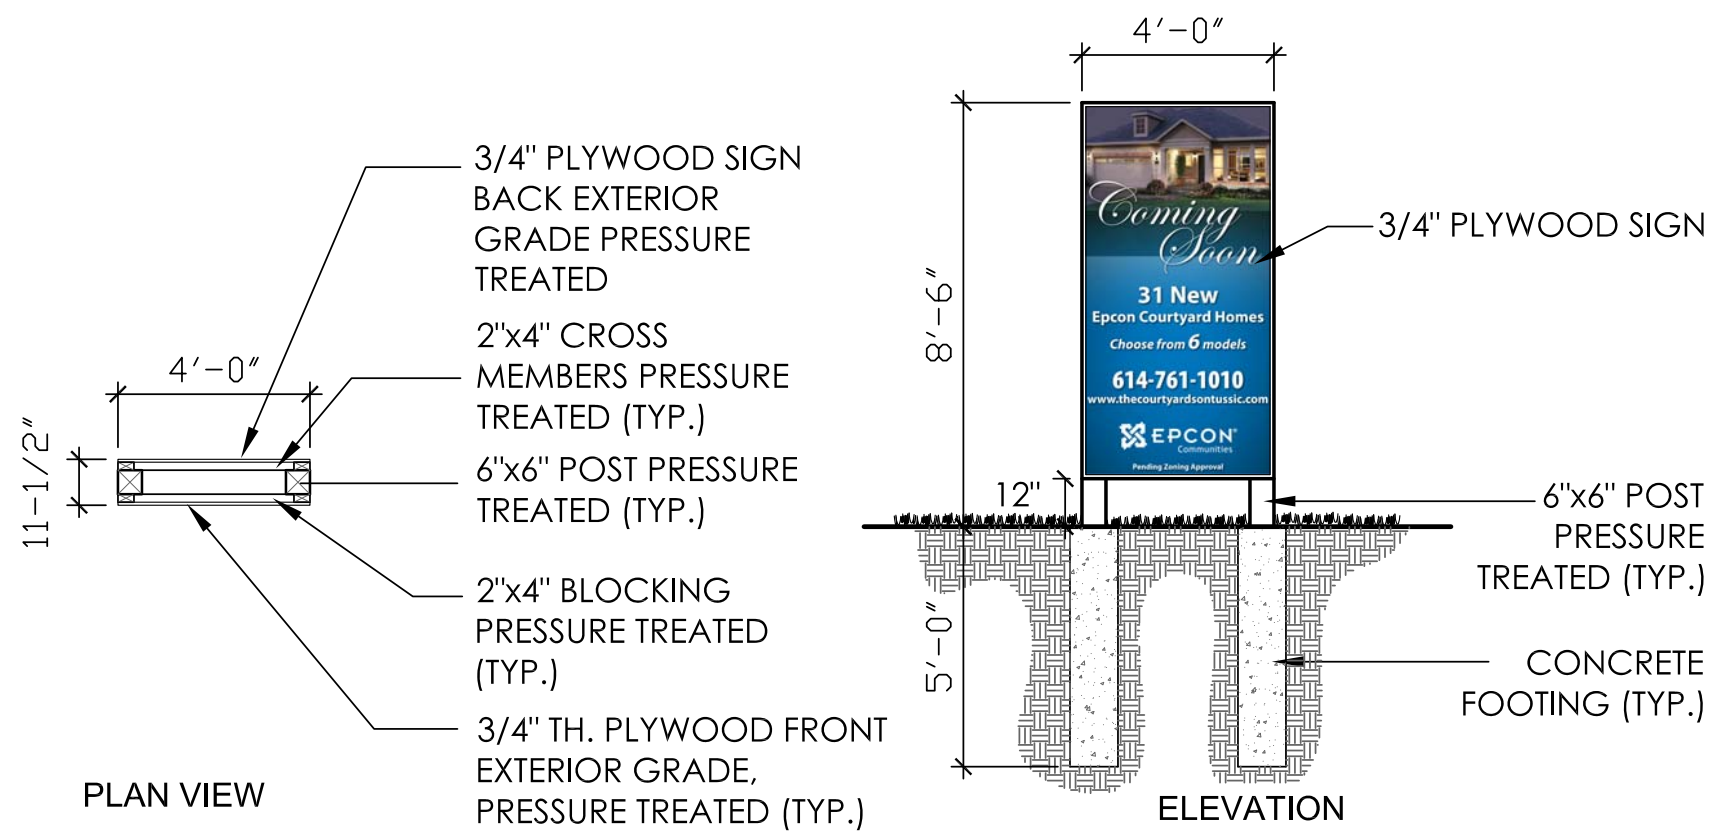 4'-0"
11-1/2"
3/4" PLYWOOD SIGN
BACK EXTERIOR
GRADE PRESSURE
TREATED
2"x4" CROSS
MEMBERS PRESSURE
TREATED (TYP.)
6"x6" POST PRESSURE
TREATED (TYP.)
2"x4" BLOCKING
PRESSURE TREATED
(TYP.)
3/4" TH. PLYWOOD FRONT
EXTERIOR GRADE,
PRESSURE TREATED (TYP.)
PLAN VIEW
4'-0"
8'-6"
12"
5'-0"
Coming
Soon
31 New
Epcon Courtyard Homes
Choose from 6 models
614-761-1010
www.thecourtyardsontussic.com
EPCON®
Communities
Pending Zoning Approval
3/4" PLYWOOD SIGN
6"x6" POST
PRESSURE
TREATED (TYP.)
CONCRETE
FOOTING (TYP.)
ELEVATION